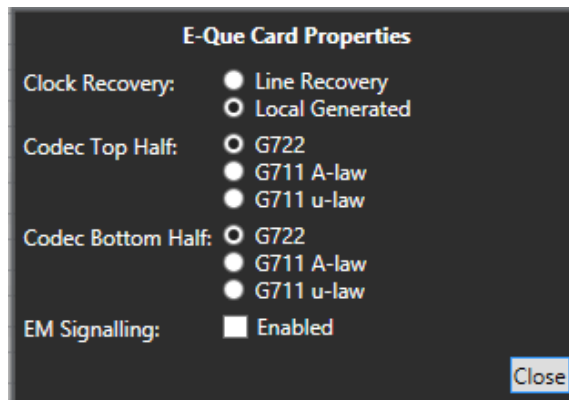 E-Que Card Properties
Clock Recovery: Line Recovery
Local Generated
Codec Top Half: G722
G711 A-law
G711 u-law
Codec Bottom Half: G722
G711 A-law
G711 u-law
EM Signalling: Enabled
Close